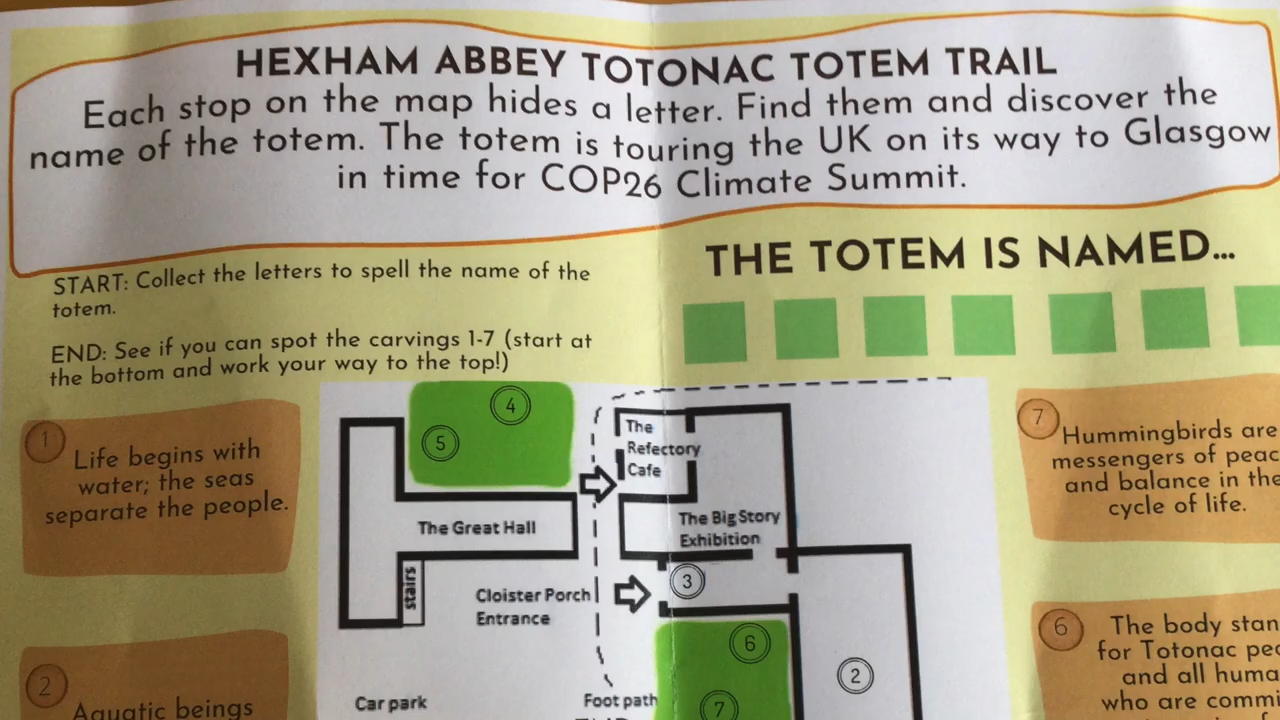 HEXHAM ABBEY TOTONAC TOTEM TRAIL
Each stop on the map hides a letter. Find them and discover the
name of the totem. The totem is touring the UK on its way to Glasgow
in time for COP26 Climate Summit.
START: Collect the letters to spell the name of the
totem.
END: See if you can spot the carvings 1-7 (start at
the bottom and work your way to the top!)
THE TOTEM IS NAMED...
1
Life begins with
water; the seas
separate the people.
2
Aquatic beings
4
5
The
Refectory
Cafe
The Great Hall
The Big Story
Exhibition
stairs
Cloister Porch
Entrance
3
6
2
7
Car park
Foot path
7
Hummingbirds are
messengers of peac
and balance in the
cycle of life.
6
The body stan
for Totonac peo
and all huma
who are commi